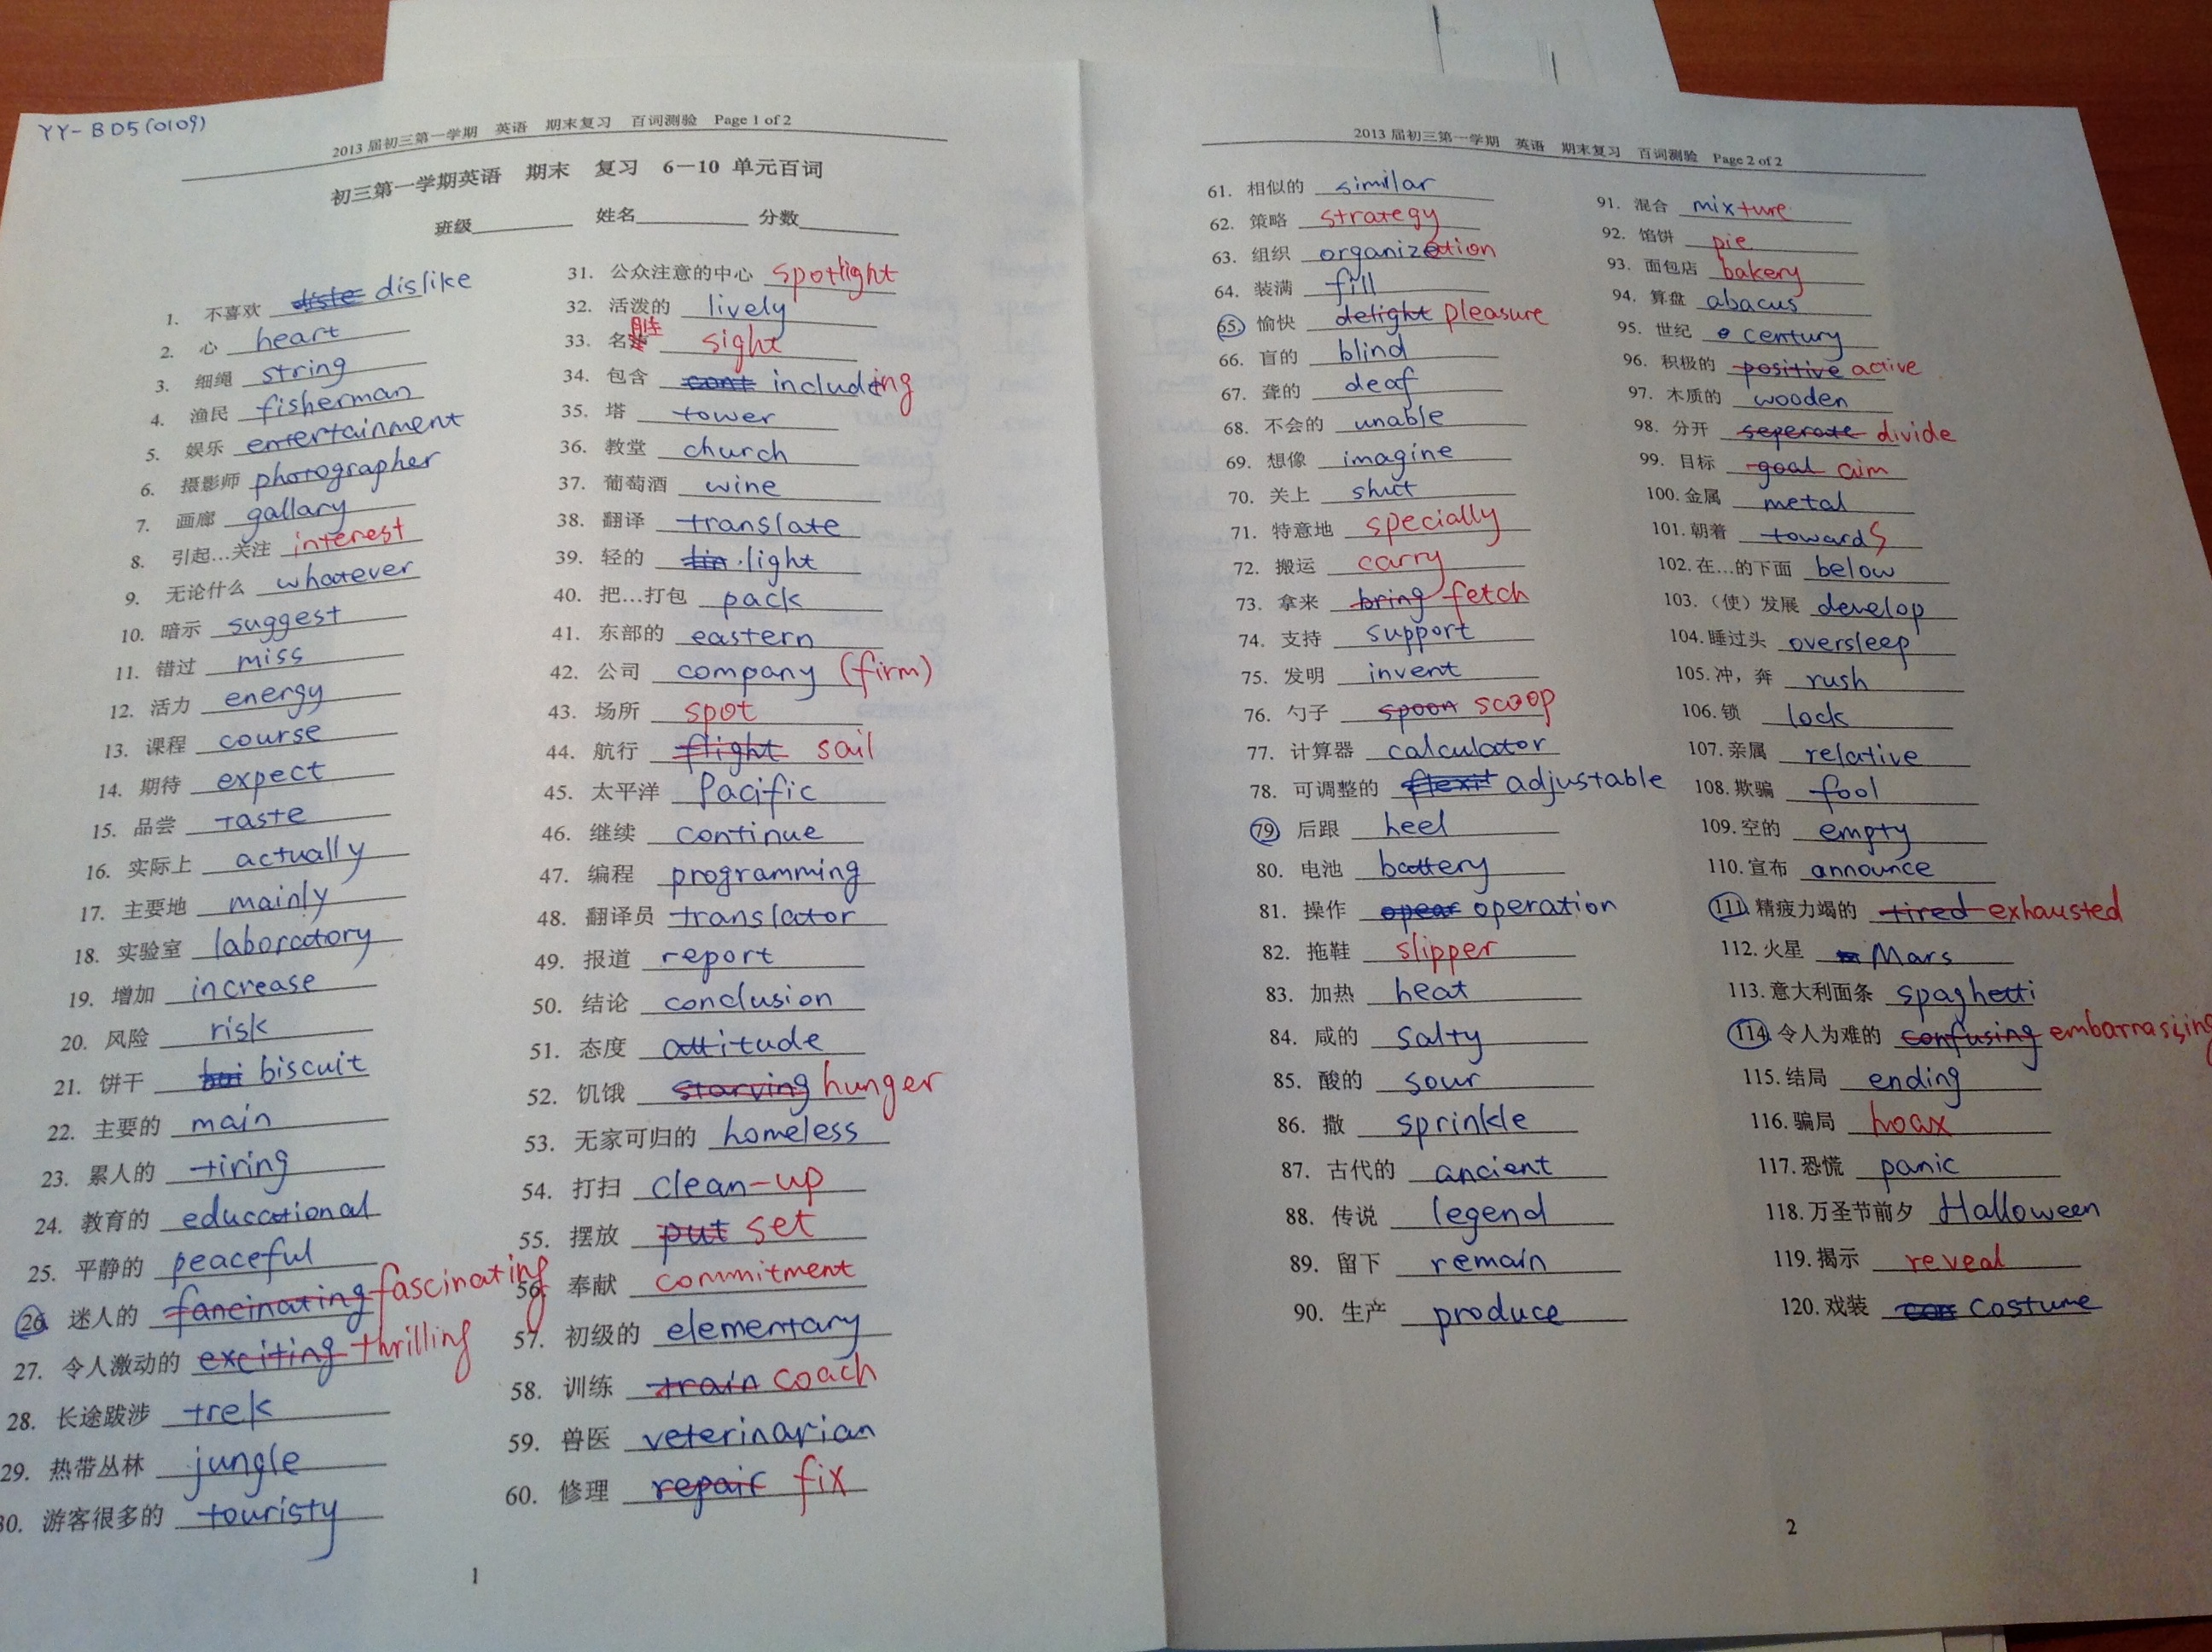 YY-BD5(0109)
2013届初三第一学期 英语 期末复习 百词测验 Page 1 of 2
初三第一学期英语 期末 复习 6—10 单元百词
班级 姓名 分数
1. 不喜欢 dislike
2. 心 heart
3. 细绳 string
4. 渔民 fisherman
5. 娱乐 entertainment
6. 摄影师 photographer
7. 画廊 gallary
8. 引起…关注 interest
9. 无论什么 whatever
10. 暗示 suggest
11. 错过 miss
12. 活力 energy
13. 课程 course
14. 期待 expect
15. 品尝 taste
16. 实际上 actually
17. 主要地 mainly
18. 实验室 laboratory
19. 增加 increase
20. 风险 risk
21. 饼干 biscuit
22. 主要的 main
23. 累人的 tiring
24. 教育的 educational
25. 平静的 peaceful
26. 迷人的 fancinating fascinating
27. 令人激动的 exciting thrilling
28. 长途跋涉 trek
29. 热带丛林 jungle
30. 游客很多的 touristy
31. 公众注意的中心 spotlight
32. 活泼的 lively
33. 名胜 sight
34. 包含 cont including
35. 塔 tower
36. 教堂 church
37. 葡萄酒 wine
38. 翻译 translate
39. 轻的 light
40. 把…打包 pack
41. 东部的 eastern
42. 公司 company (firm)
43. 场所 spot
44. 航行 flight sail
45. 太平洋 Pacific
46. 继续 continue
47. 编程 programming
48. 翻译员 translator
49. 报道 report
50. 结论 conclusion
51. 态度 attitude
52. 饥饿 starving hunger
53. 无家可归的 homeless
54. 打扫 clean-up
55. 摆放 put set
56. 奉献 commitment
57. 初级的 elementary
58. 训练 train coach
59. 兽医 veterinarian
60. 修理 repair fix
1
2013届初三第一学期 英语 期末复习 百词测验 Page 2 of 2
61. 相似的 similar
62. 策略 strategy
63. 组织 organization
64. 装满 fill
65. 愉快 delight pleasure
66. 盲的 blind
67. 聋的 deaf
68. 不会的 unable
69. 想像 imagine
70. 关上 shut
71. 特意地 specially
72. 搬运 carry
73. 拿来 bring fetch
74. 支持 support
75. 发明 invent
76. 勺子 spoon scoop
77. 计算器 calculator
78. 可调整的 adjustable
79. 后跟 heel
80. 电池 battery
81. 操作 operation
82. 拖鞋 slipper
83. 加热 heat
84. 咸的 salty
85. 酸的 sour
86. 撒 sprinkle
87. 古代的 ancient
88. 传说 legend
89. 留下 remain
90. 生产 produce
91. 混合 mixture
92. 馅饼 pie
93. 面包店 bakery
94. 算盘 abacus
95. 世纪 century
96. 积极的 positive active
97. 木质的 wooden
98. 分开 seperate divide
99. 目标 goal aim
100. 金属 metal
101. 朝着 towards
102. 在…的下面 below
103. （使）发展 develop
104. 睡过头 oversleep
105. 冲，奔 rush
106. 锁 lock
107. 亲属 relative
108. 欺骗 fool
109. 空的 empty
110. 宣布 announce
111. 精疲力竭的 tired exhausted
112. 火星 Mars
113. 意大利面条 spaghetti
114. 令人为难的 confusing embarrasing
115. 结局 ending
116. 骗局 hoax
117. 恐慌 panic
118. 万圣节前夕 Halloween
119. 揭示 reveal
120. 戏装 costume
2